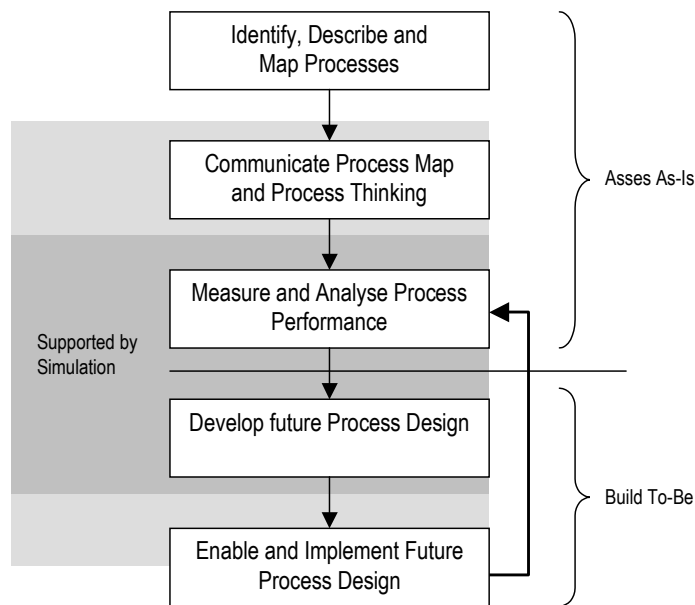 Identify, Describe and
Map Processes
Communicate Process Map
and Process Thinking
Asses As-Is
Measure and Analyse Process
Performance
Supported by
Simulation
Develop future Process Design
Build To-Be
Enable and Implement Future
Process Design